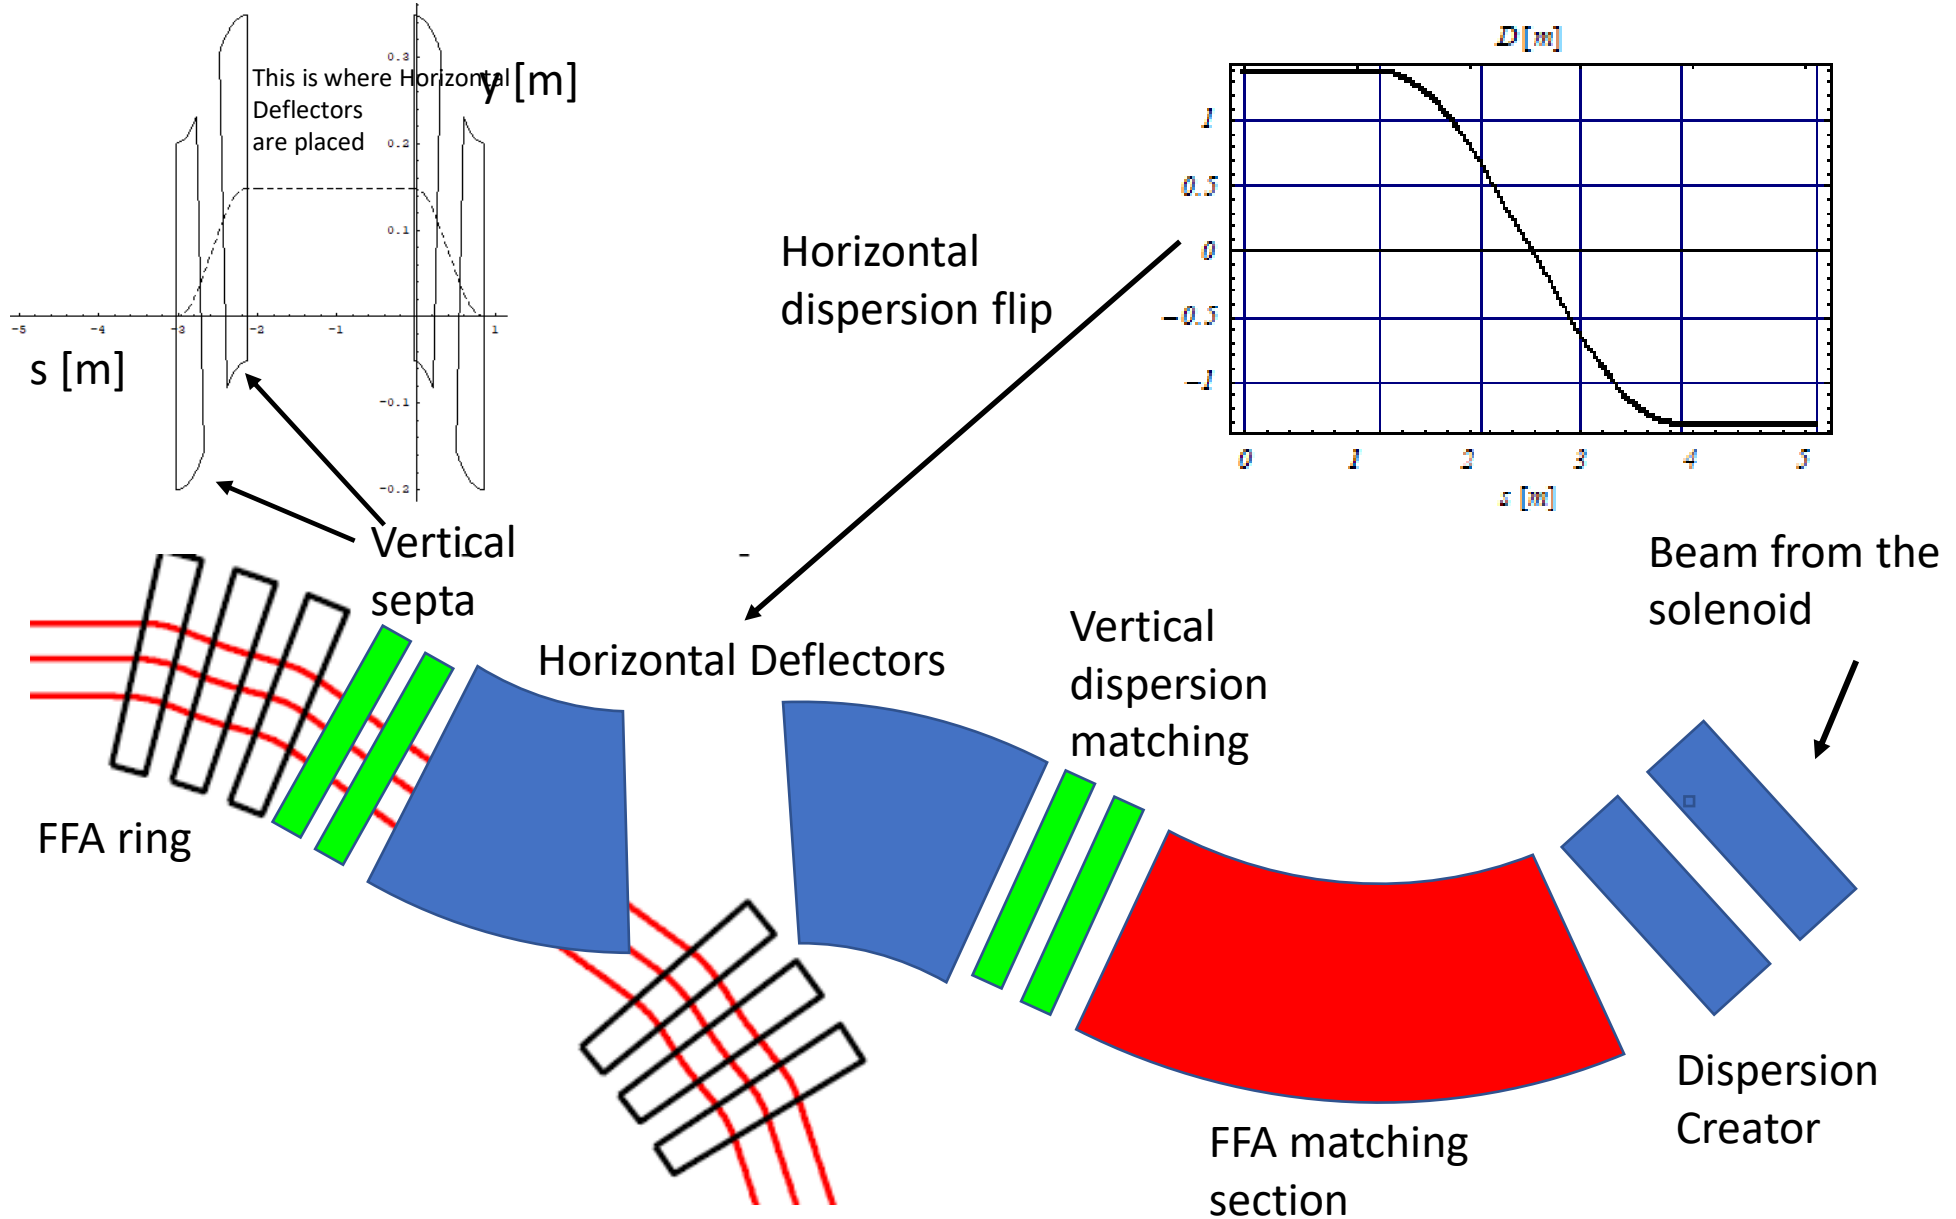 0.3
This is where Horizontal
Deflectors
are placed
y [m]
0.2
0.1
-5
-4
-3
-2
-1
1
s [m]
-0.1
-0.2
D [m]
1
0.5
0
-0.5
-1
0
1
2
3
4
5
s [m]
Horizontal
dispersion flip
Vertical
septa
Horizontal Deflectors
Vertical
dispersion
matching
Beam from the
solenoid
FFA ring
FFA matching
section
Dispersion
Creator